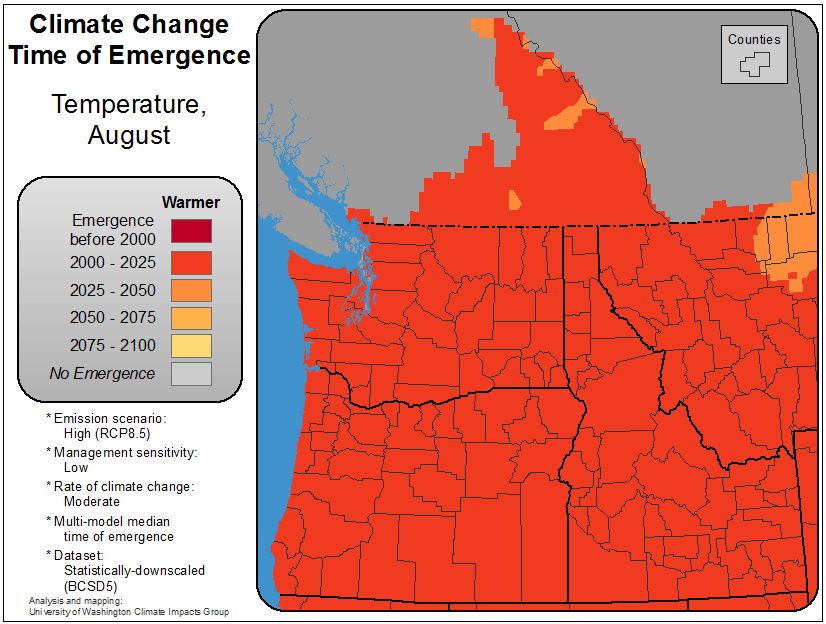 Climate Change
Time of Emergence
Temperature,
August
Warmer
Emergence
before 2000
2000 - 2025
2025 - 2050
2050 - 2075
2075 - 2100
No Emergence
* Emission scenario:
High (RCP8.5)
* Management sensitivity:
Low
* Rate of climate change:
Moderate
* Multi-model median
time of emergence
* Dataset:
Statistically-downscaled
(BCSD5)
Analysis and mapping:
University of Washington Climate Impacts Group
Counties